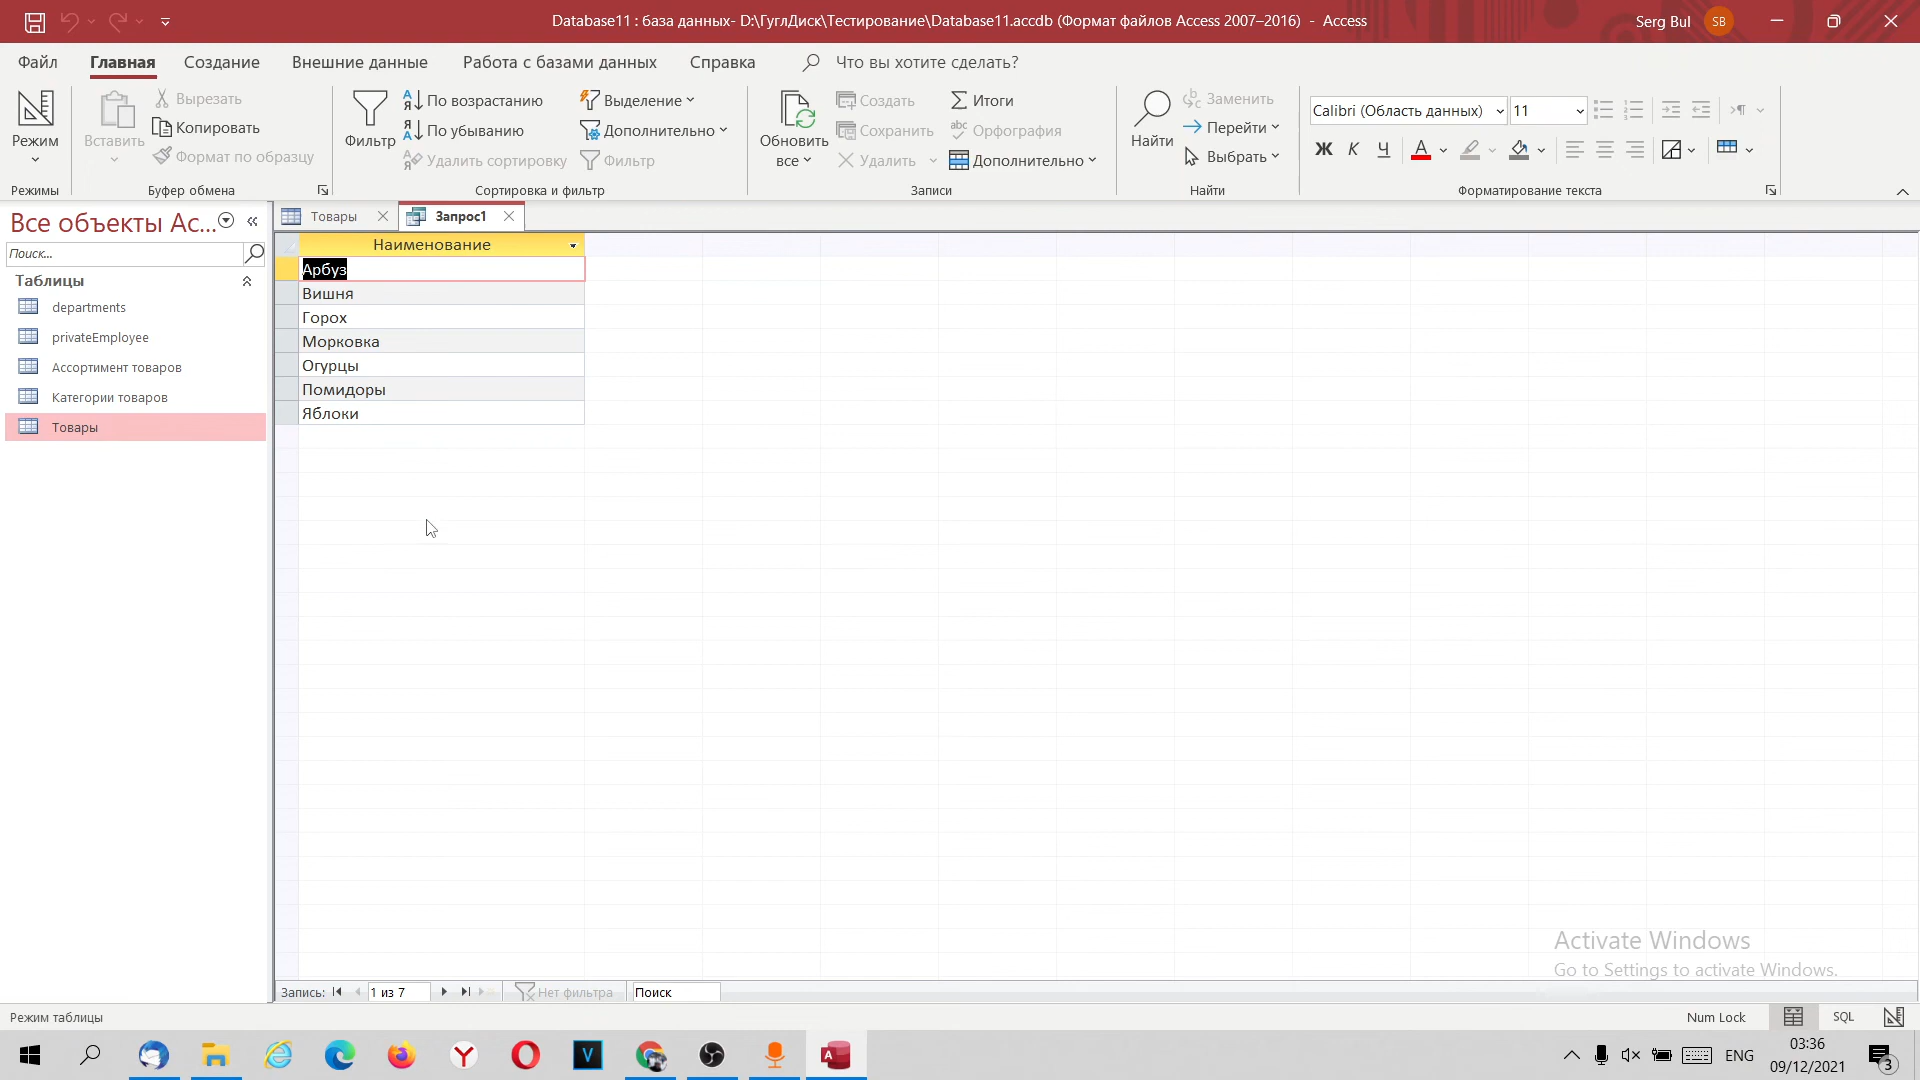 Database11 : база данных- D:\ГуглДиск\Тестирование\Database11.accdb (Формат файлов Access 2007–2016) - Access
Serg Bul
SB
Файл
Главная
Создание
Внешние данные
Работа с базами данных
Справка
Что вы хотите сделать?
Режим
Режимы
Вставить
Вырезать
Копировать
Формат по образцу
Буфер обмена
Фильтр
По возрастанию
По убыванию
Удалить сортировку
Выделение
Дополнительно
Фильтр
Сортировка и фильтр
Обновить
все
Создать
Сохранить
Удалить
Итоги
Орфография
Дополнительно
Записи
Найти
Заменить
Перейти
Выбрать
Найти
Calibri (Область данных)
11
Ж К Ч А
Форматирование текста
Все объекты Ac...
Поиск...
Таблицы
departments
privateEmployee
Ассортимент товаров
Категории товаров
Товары
Товары
Запрос1
Наименование
Арбуз
Вишня
Горох
Морковка
Огурцы
Помидоры
Яблоки
Activate Windows
Go to Settings to activate Windows.
Запись:
1 из 7
Нет фильтра
Поиск
Режим таблицы
Num Lock
SQL
ENG
03:36
09/12/2021
3